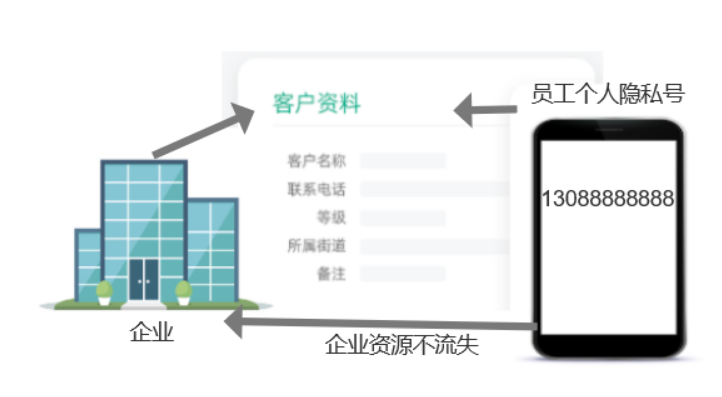 员工个人隐私号
客户资料
客户名称
联系电话
等级
所属街道
备注
13088888888
企业
企业资源不流失